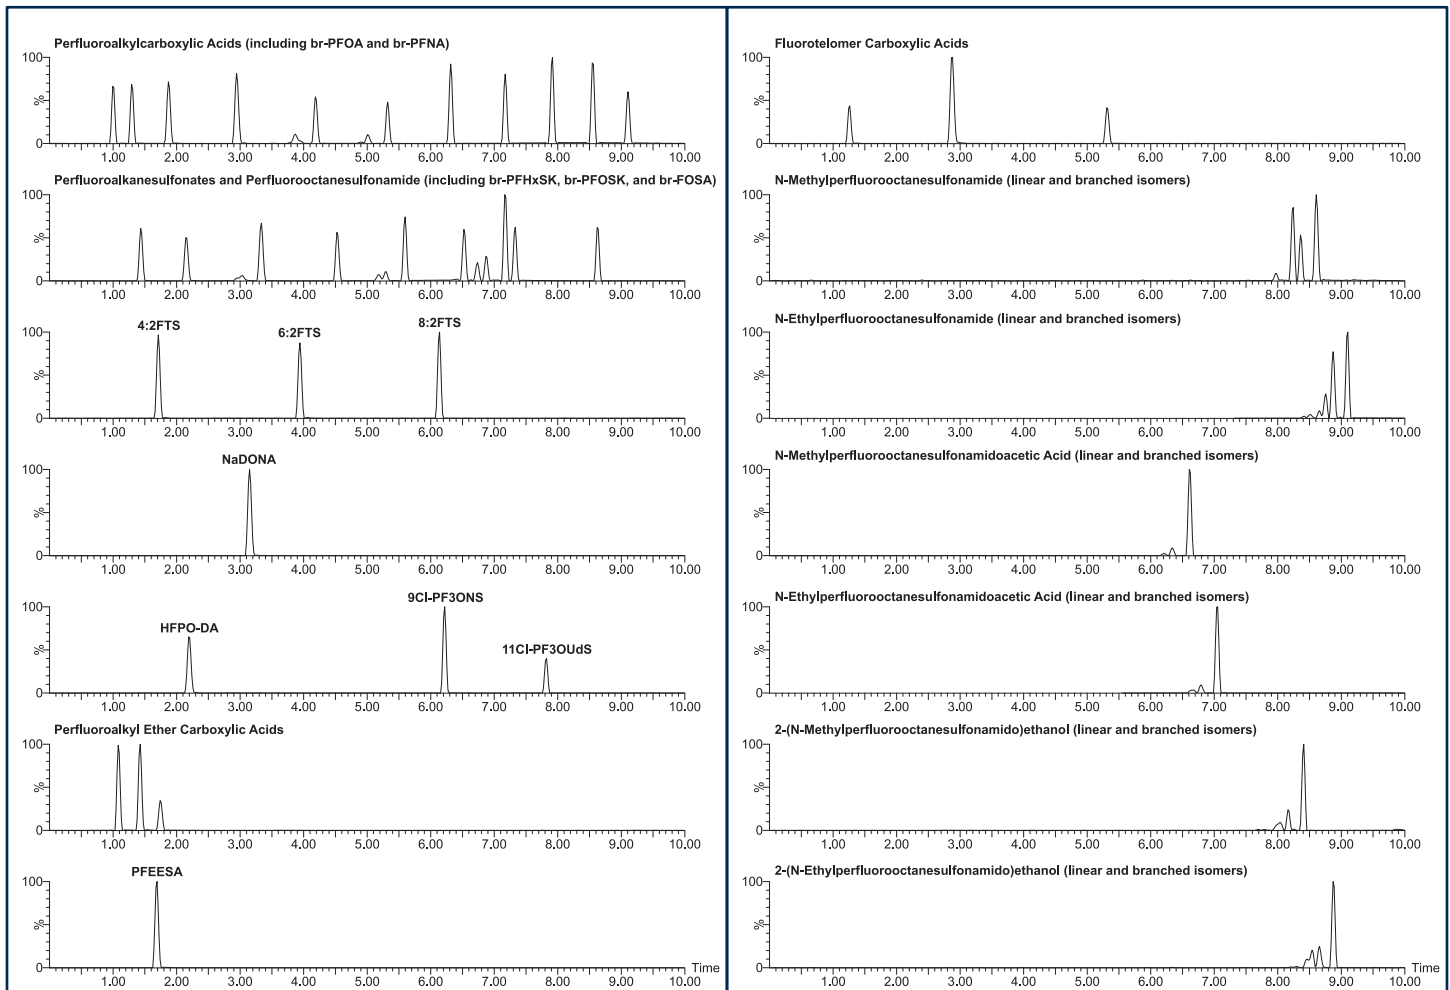 Perfluoroalkylcarboxylic Acids (including br-PFOA and br-PFNA)
100
%
0
1.00 2.00 3.00 4.00 5.00 6.00 7.00 8.00 9.00 10.00
Perfluoroalkanesulfonates and Perfluorooctanesulfonamide (including br-PFHxSK, br-PFOSK, and br-FOSA)
100
%
0
1.00 2.00 3.00 4.00 5.00 6.00 7.00 8.00 9.00 10.00
4:2FTS 6:2FTS 8:2FTS
100
%
0
1.00 2.00 3.00 4.00 5.00 6.00 7.00 8.00 9.00 10.00
NaDONA
100
%
0
1.00 2.00 3.00 4.00 5.00 6.00 7.00 8.00 9.00 10.00
9Cl-PF3ONS
HFPO-DA
11Cl-PF3OUdS
100
%
0
1.00 2.00 3.00 4.00 5.00 6.00 7.00 8.00 9.00 10.00
Perfluoroalkyl Ether Carboxylic Acids
100
%
0
1.00 2.00 3.00 4.00 5.00 6.00 7.00 8.00 9.00 10.00
PFEESA
100
%
0 Time
1.00 2.00 3.00 4.00 5.00 6.00 7.00 8.00 9.00 10.00
Fluorotelomer Carboxylic Acids
100
%
0
1.00 2.00 3.00 4.00 5.00 6.00 7.00 8.00 9.00 10.00
N-Methylperfluorooctanesulfonamide (linear and branched isomers)
100
%
0
1.00 2.00 3.00 4.00 5.00 6.00 7.00 8.00 9.00 10.00
N-Ethylperfluorooctanesulfonamide (linear and branched isomers)
100
%
0
1.00 2.00 3.00 4.00 5.00 6.00 7.00 8.00 9.00 10.00
N-Methylperfluorooctanesulfonamidoacetic Acid (linear and branched isomers)
100
%
0
1.00 2.00 3.00 4.00 5.00 6.00 7.00 8.00 9.00 10.00
N-Ethylperfluorooctanesulfonamidoacetic Acid (linear and branched isomers)
100
%
0
1.00 2.00 3.00 4.00 5.00 6.00 7.00 8.00 9.00 10.00
2-(N-Methylperfluorooctanesulfonamido)ethanol (linear and branched isomers)
100
%
0
1.00 2.00 3.00 4.00 5.00 6.00 7.00 8.00 9.00 10.00
2-(N-Ethylperfluorooctanesulfonamido)ethanol (linear and branched isomers)
100
%
0 Time
1.00 2.00 3.00 4.00 5.00 6.00 7.00 8.00 9.00 10.00